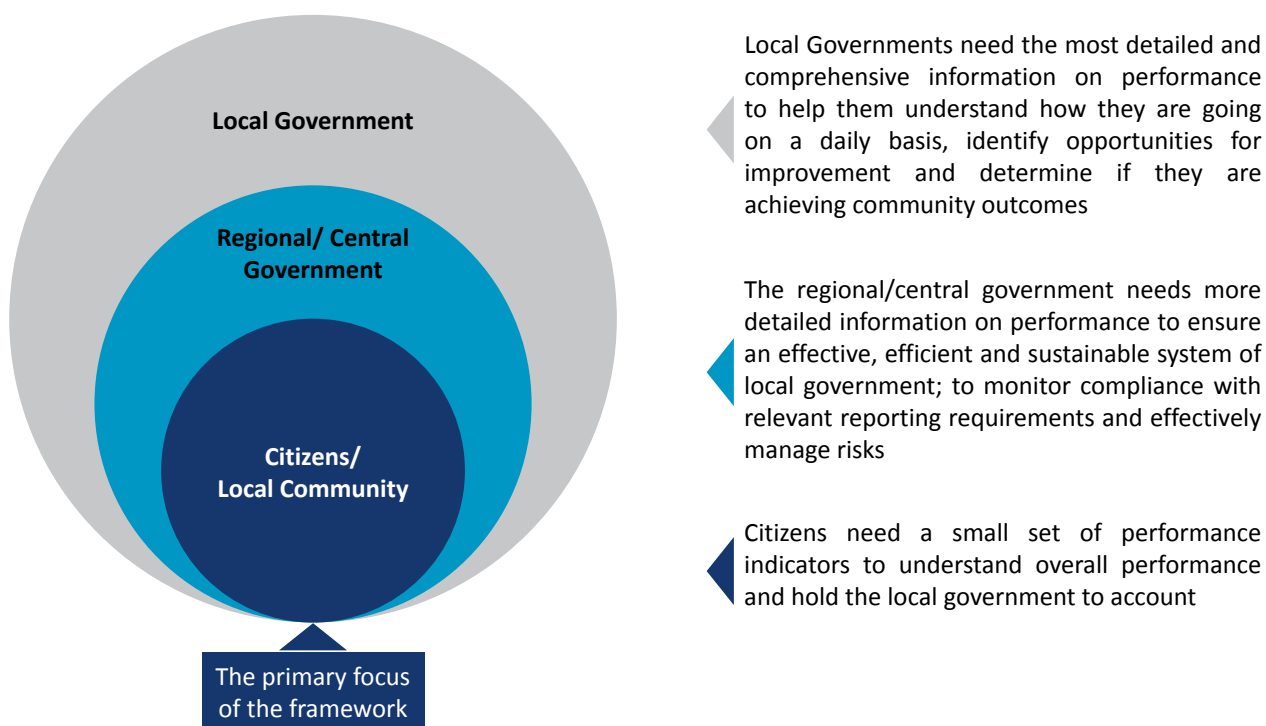 Local Government
Regional/ Central
Government
Citizens/
Local Community
The primary focus
of the framework
Local Governments need the most detailed and
comprehensive information on performance
to help them understand how they are going
on a daily basis, identify opportunities for
improvement and determine if they are
achieving community outcomes
The regional/central government needs more
detailed information on performance to ensure
an effective, efficient and sustainable system of
local government; to monitor compliance with
relevant reporting requirements and effectively
manage risks
Citizens need a small set of performance
indicators to understand overall performance
and hold the local government to account